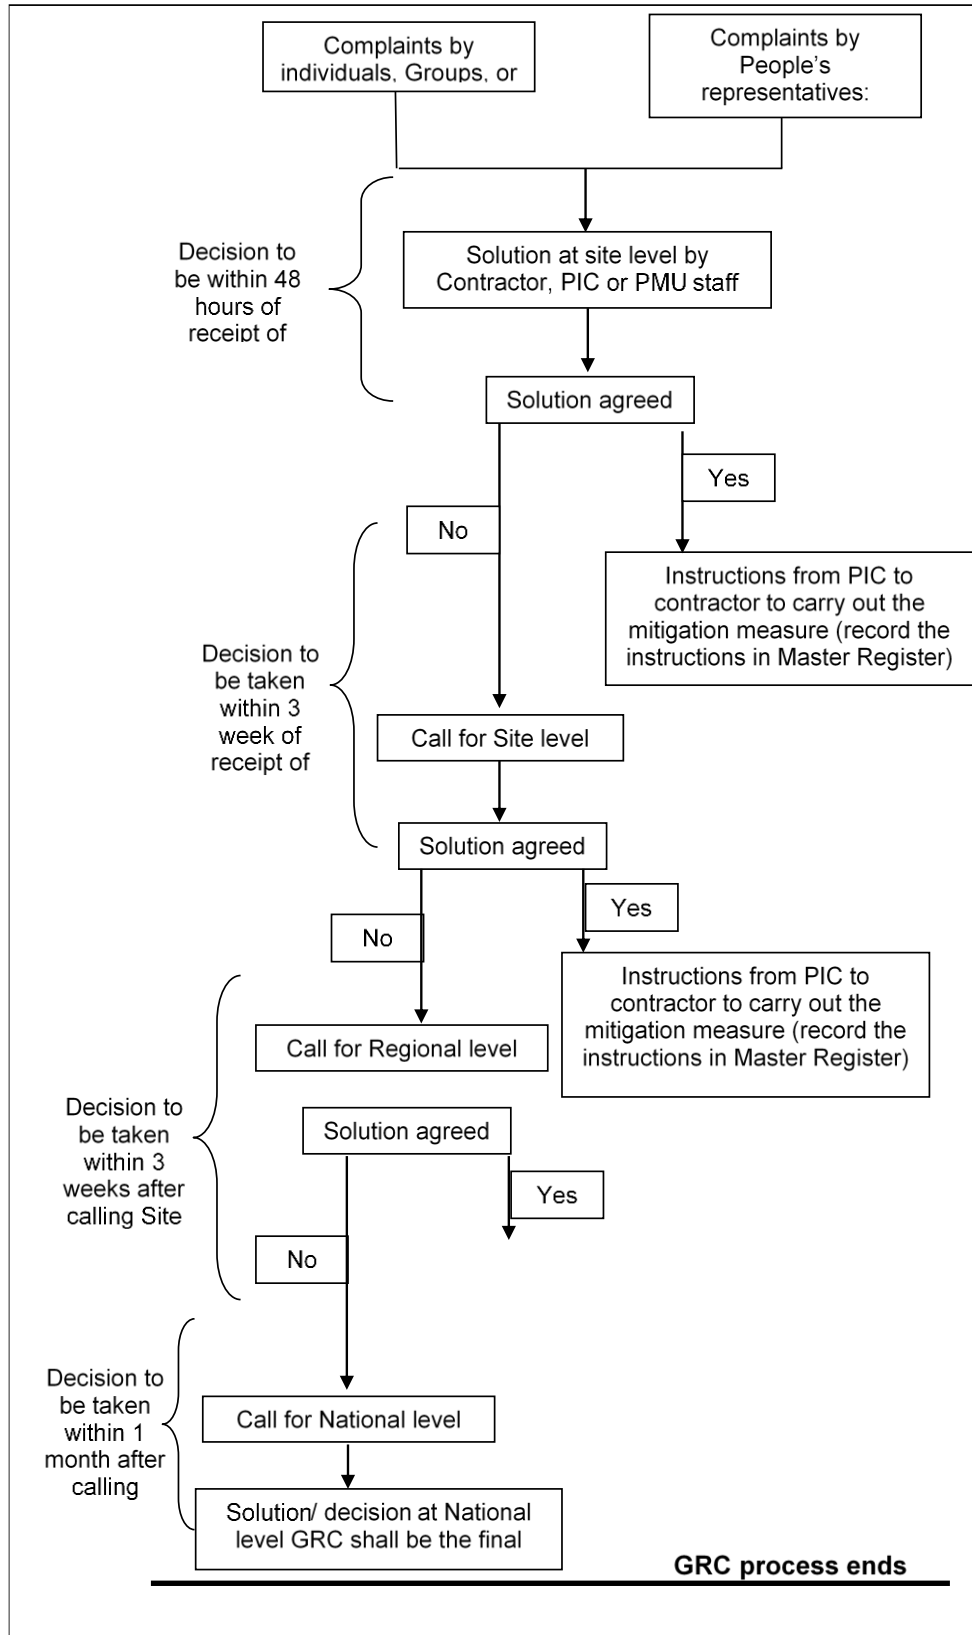 Complaints by
individuals, Groups, or
Complaints by
People's
representatives:
Decision to
be within 48
hours of
receipt of
Solution at site level by
Contractor, PIC or PMU staff
Solution agreed
Yes
No
Instructions from PIC to
contractor to carry out the
mitigation measure (record the
instructions in Master Register)
Decision to
be taken
within 3
week of
receipt of
Call for Site level
Solution agreed
Yes
No
Instructions from PIC to
contractor to carry out the
mitigation measure (record the
instructions in Master Register)
Call for Regional level
Decision to
be taken
within 3
weeks after
calling Site
Solution agreed
Yes
No
Decision to
be taken
within 1
month after
calling
Call for National level
Solution/ decision at National
level GRC shall be the final
GRC process ends